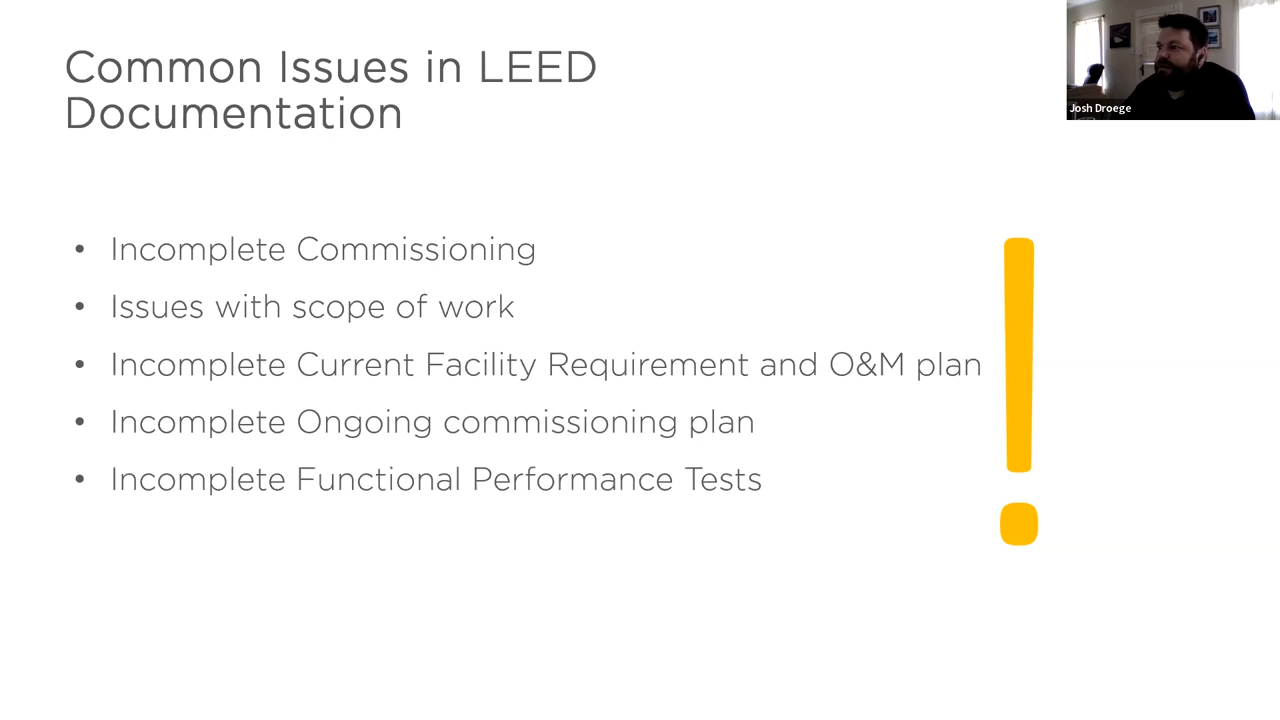 Common Issues in LEED
Documentation
Josh Droege
• Incomplete Commissioning
• Issues with scope of work
• Incomplete Current Facility Requirement and O&M plan
• Incomplete Ongoing commissioning plan
• Incomplete Functional Performance Tests
!